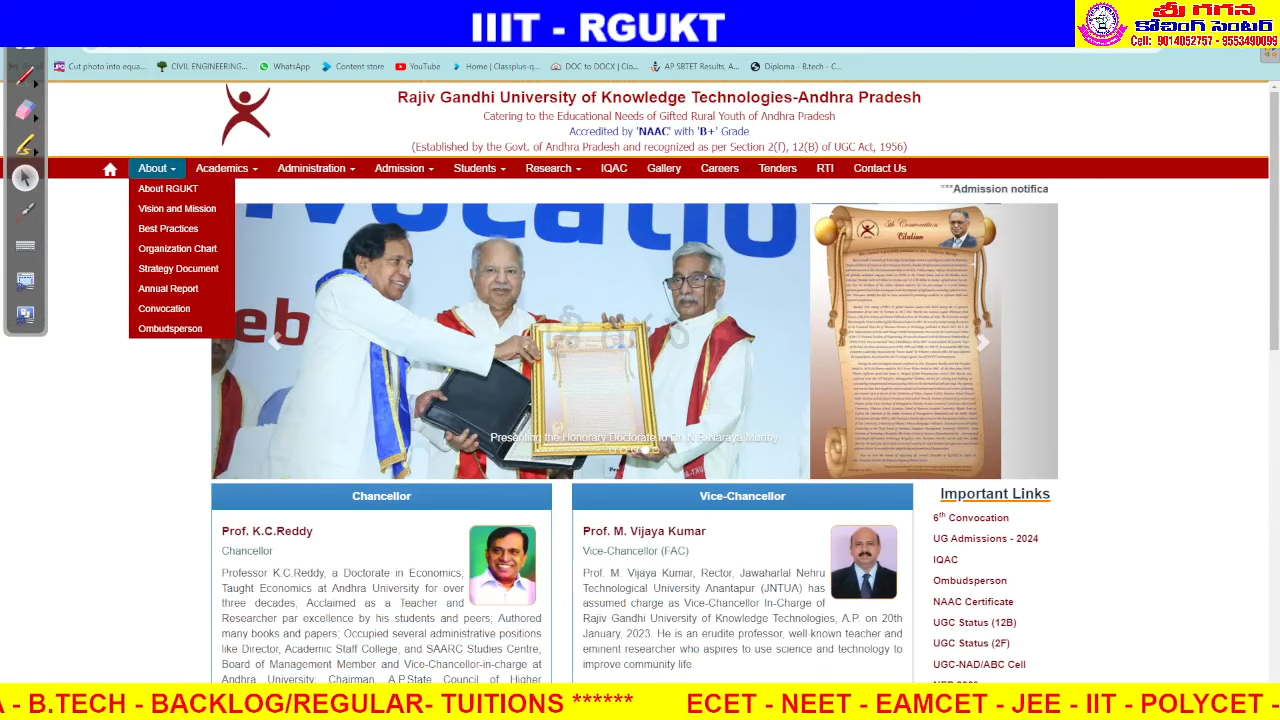 IIIT - RGUKT
శ్రీ గగన
కోచింగ్ సెంటర్
Cell: 9014052757 - 9553490099
Cut photo into equa...
CIVIL ENGINEERING...
WhatsApp
Content store
YouTube
Home | Classplus-q...
DOC to DOCX | Clo...
AP SBTET Results, A...
Diploma - B.tech - C...
Rajiv Gandhi University of Knowledge Technologies-Andhra Pradesh
Catering to the Educational Needs of Gifted Rural Youth of Andhra Pradesh
Accredited by 'NAAC' with 'B+' Grade
(Established by the Govt. of Andhra Pradesh and recognized as per Section 2(f), 12(B) of UGC Act, 1956)
About Academics Administration Admission Students Research IQAC Gallery Careers Tenders RTI Contact Us
***Admission notifica
About RGUKT
Vision and Mission
Best Practices
Organization Chart
Strategy Document
Annual Report
Convocation
Ombudsperson
5th Convocation
Citation
Presenting the Honorary Doctorate to Dr. N R Naraya Murthy
Chancellor
Prof. K.C.Reddy
Chancellor
Professor K.C.Reddy, a Doctorate in Economics,
Taught Economics at Andhra University for over
three decades, Acclaimed as a Teacher and
Researcher par excellence by his students and peers; Authored
many books and papers; Occupied several administrative positions
like Director, Academic Staff College, and SAARC Studies Centre,
Board of Management Member and Vice-Chancellor-in-charge at
Andhra University; Chairman, A.P.State Council of Higher
Vice-Chancellor
Prof. M. Vijaya Kumar
Vice-Chancellor (FAC)
Prof. M. Vijaya Kumar, Rector, Jawaharlal Nehru
Technological University Anantapur (JNTUA) has
assumed charge as Vice-Chancellor In-Charge of
Rajiv Gandhi University of Knowledge Technologies, A.P. on 20th
January, 2023. He is an erudite professor, well-known teacher and
eminent researcher who aspires to use science and technology to
improve community life.
Important Links
6th Convocation
UG Admissions - 2024
IQAC
Ombudsperson
NAAC Certificate
UGC Status (12B)
UGC Status (2F)
UGC-NAD/ABC Cell
A - B.TECH - BACKLOG/REGULAR- TUITIONS ****** ECET - NEET - EAMCET - JEE - IIT - POLYCET -